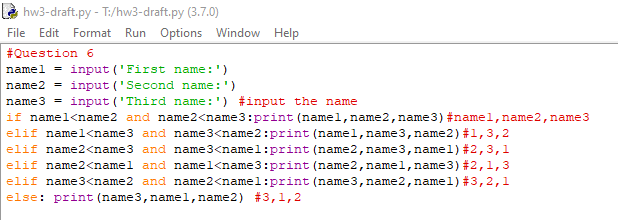 hw3-draft.py - T:/hw3-draft.py (3.7.0)
File Edit Format Run Options Window Help
#Question 6
name1 = input('First name:')
name2 = input('Second name:')
name3 = input('Third name:') #input the name
if name1<name2 and name2<name3:print(name1,name2,name3)#name1,name2,name3
elif name1<name3 and name3<name2:print(name1,name3,name2)#1,3,2
elif name2<name3 and name3<name1:print(name2,name3,name1)#2,3,1
elif name2<name1 and name1<name3:print(name2,name1,name3)#2,1,3
elif name3<name2 and name2<name1:print(name3,name2,name1)#3,2,1
else: print(name3,name1,name2) #3,1,2